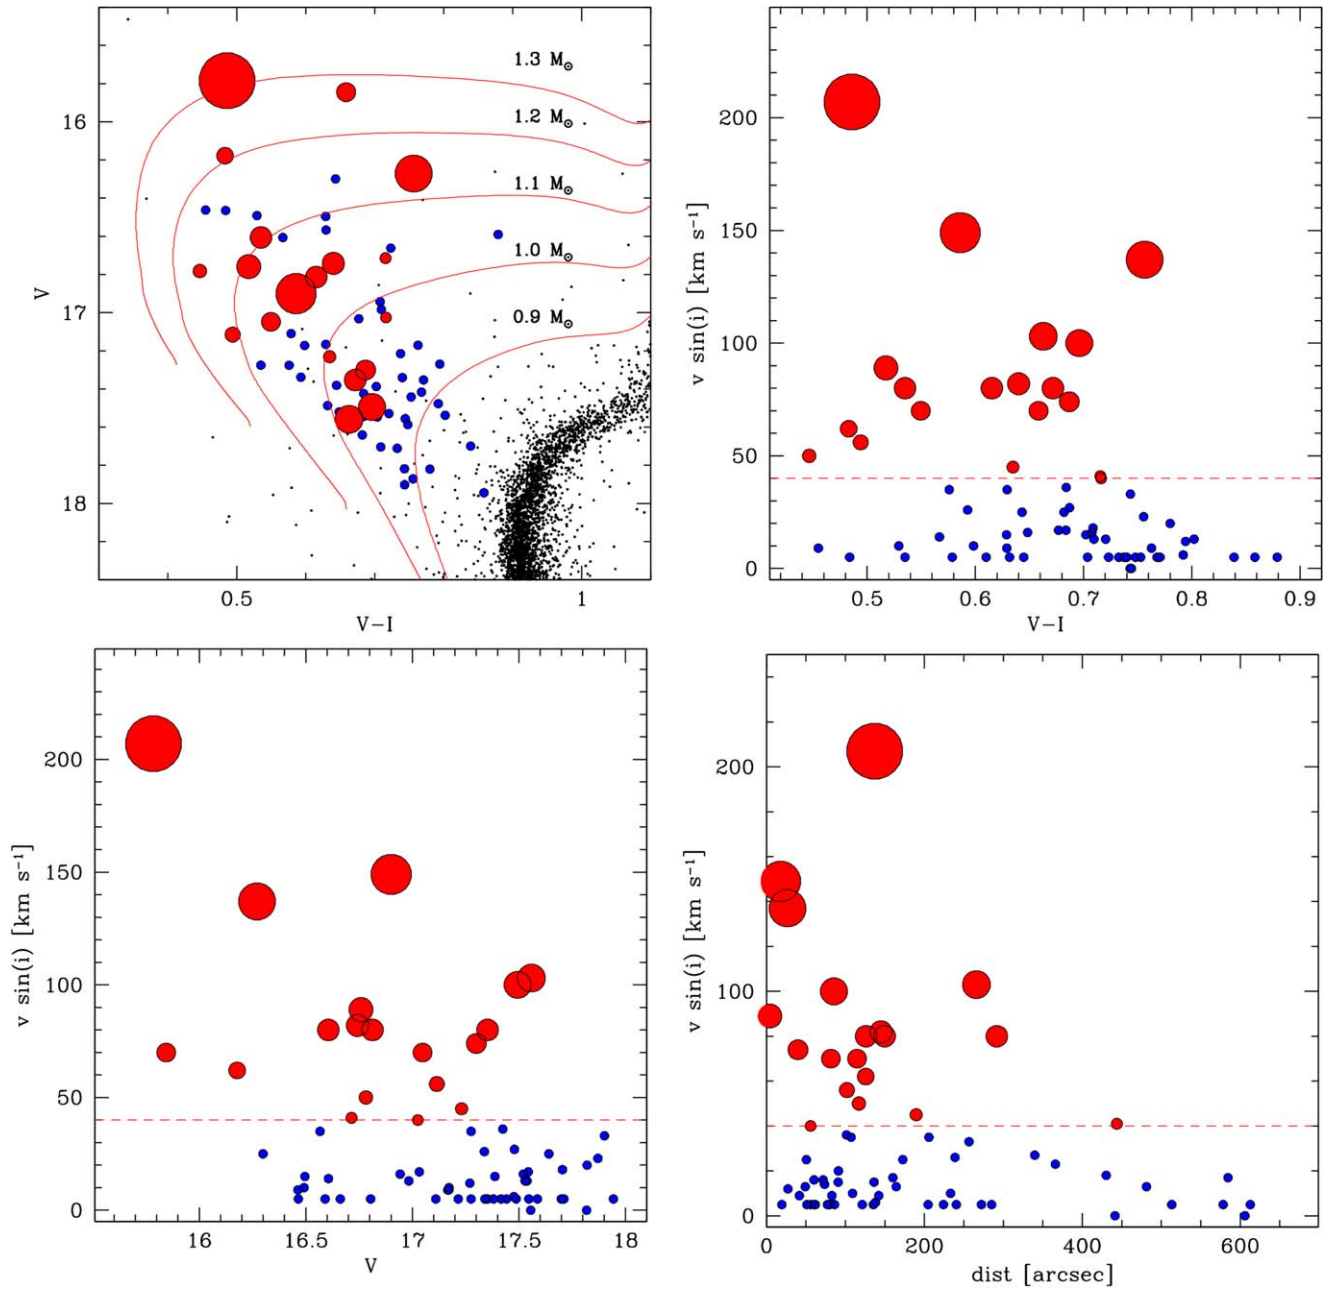 1.3 M⊙
16
1.2 M⊙
1.1 M⊙
V
1.0 M⊙
17
0.9 M⊙
18
0.5 1
V−I
200
150
100
50
0
v sin(i) [km s⁻¹]
0.5 0.6 0.7 0.8 0.9
V−I
200
150
100
50
0
v sin(i) [km s⁻¹]
16 16.5 17 17.5 18
V
200
100
0
v sin(i) [km s⁻¹]
0 200 400 600
dist [arcsec]